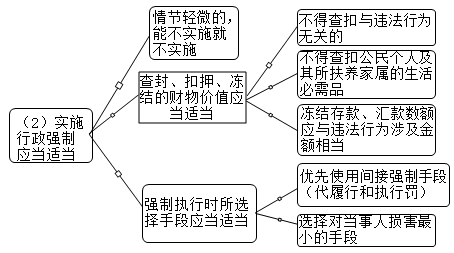 （2）实施
行政强制
应当适当
情节轻微的，
能不实施就
不实施
查封、扣押、冻
结的财物价值应
当适当
不得查扣与违法行为
无关的
不得查扣公民个人及
其所扶养家属的生活
必需品
冻结存款、汇款数额
应与违法行为涉及金
额相当
强制执行时所选
择手段应当适当
优先使用间接强制手段
（代履行和执行罚）
选择对当事人损害最
小的手段